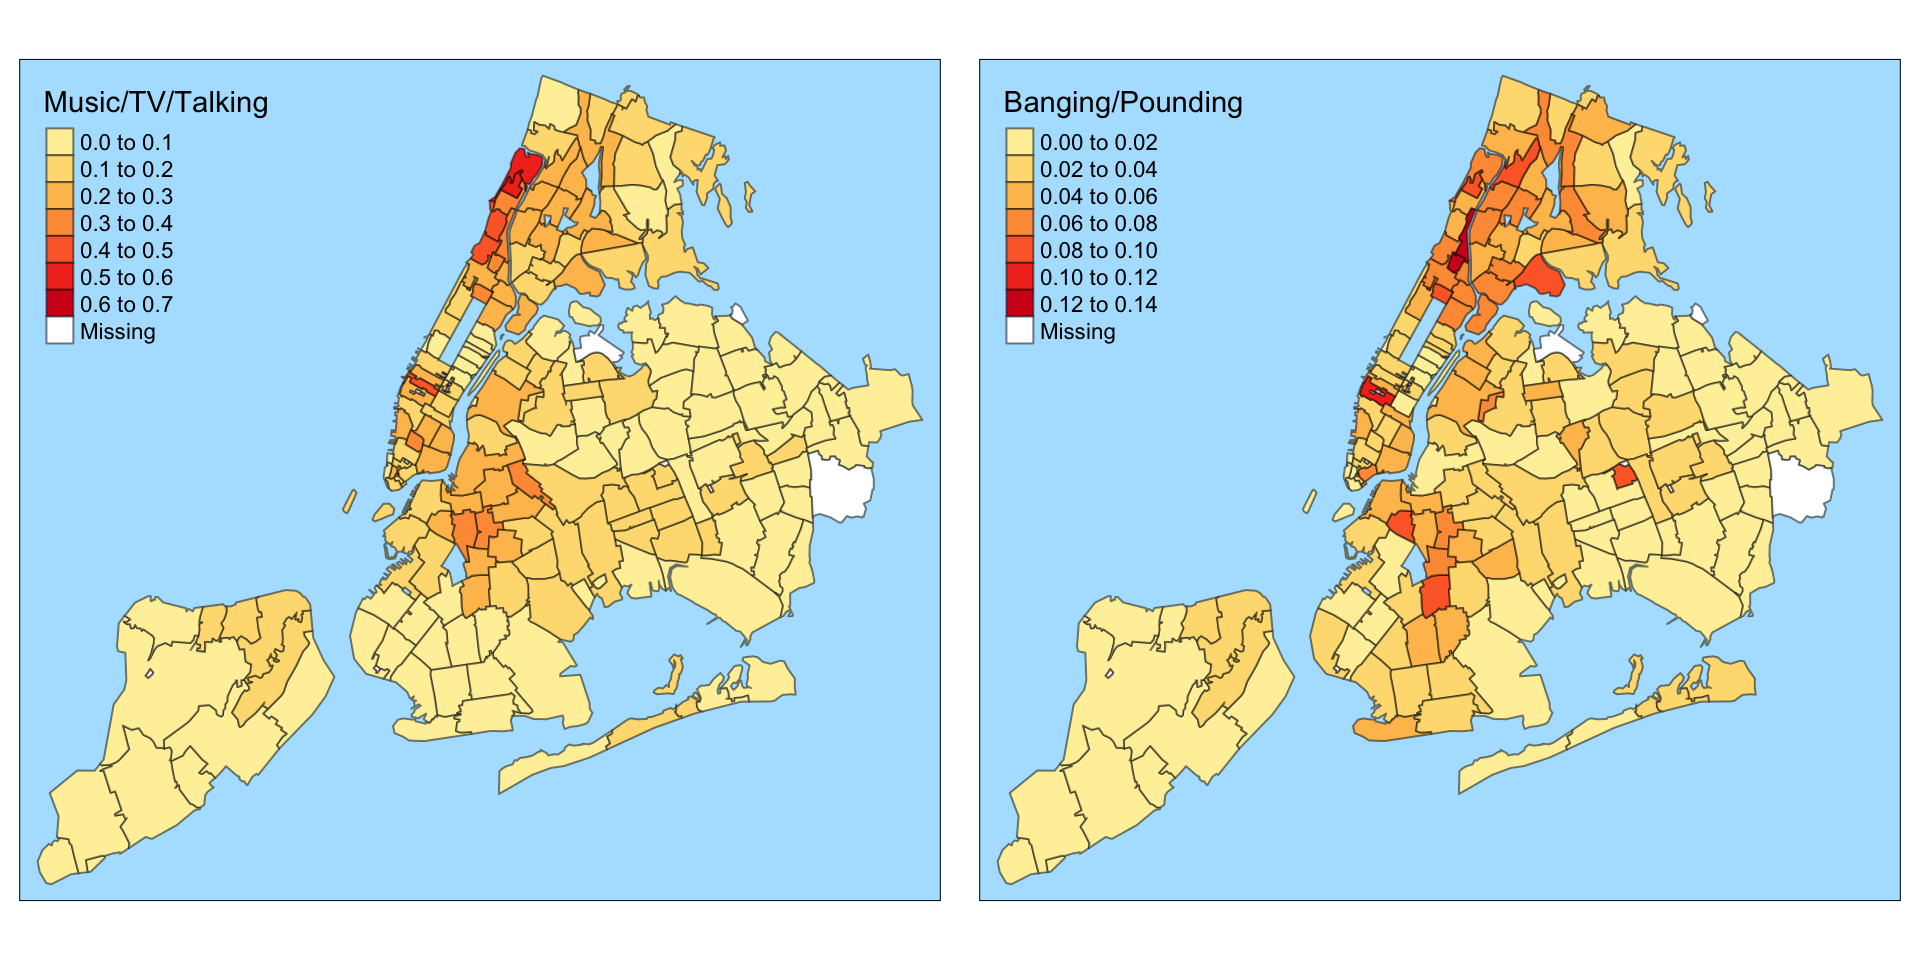 Music/TV/Talking
0.0 to 0.1
0.1 to 0.2
0.2 to 0.3
0.3 to 0.4
0.4 to 0.5
0.5 to 0.6
0.6 to 0.7
Missing
Banging/Pounding
0.00 to 0.02
0.02 to 0.04
0.04 to 0.06
0.06 to 0.08
0.08 to 0.10
0.10 to 0.12
0.12 to 0.14
Missing